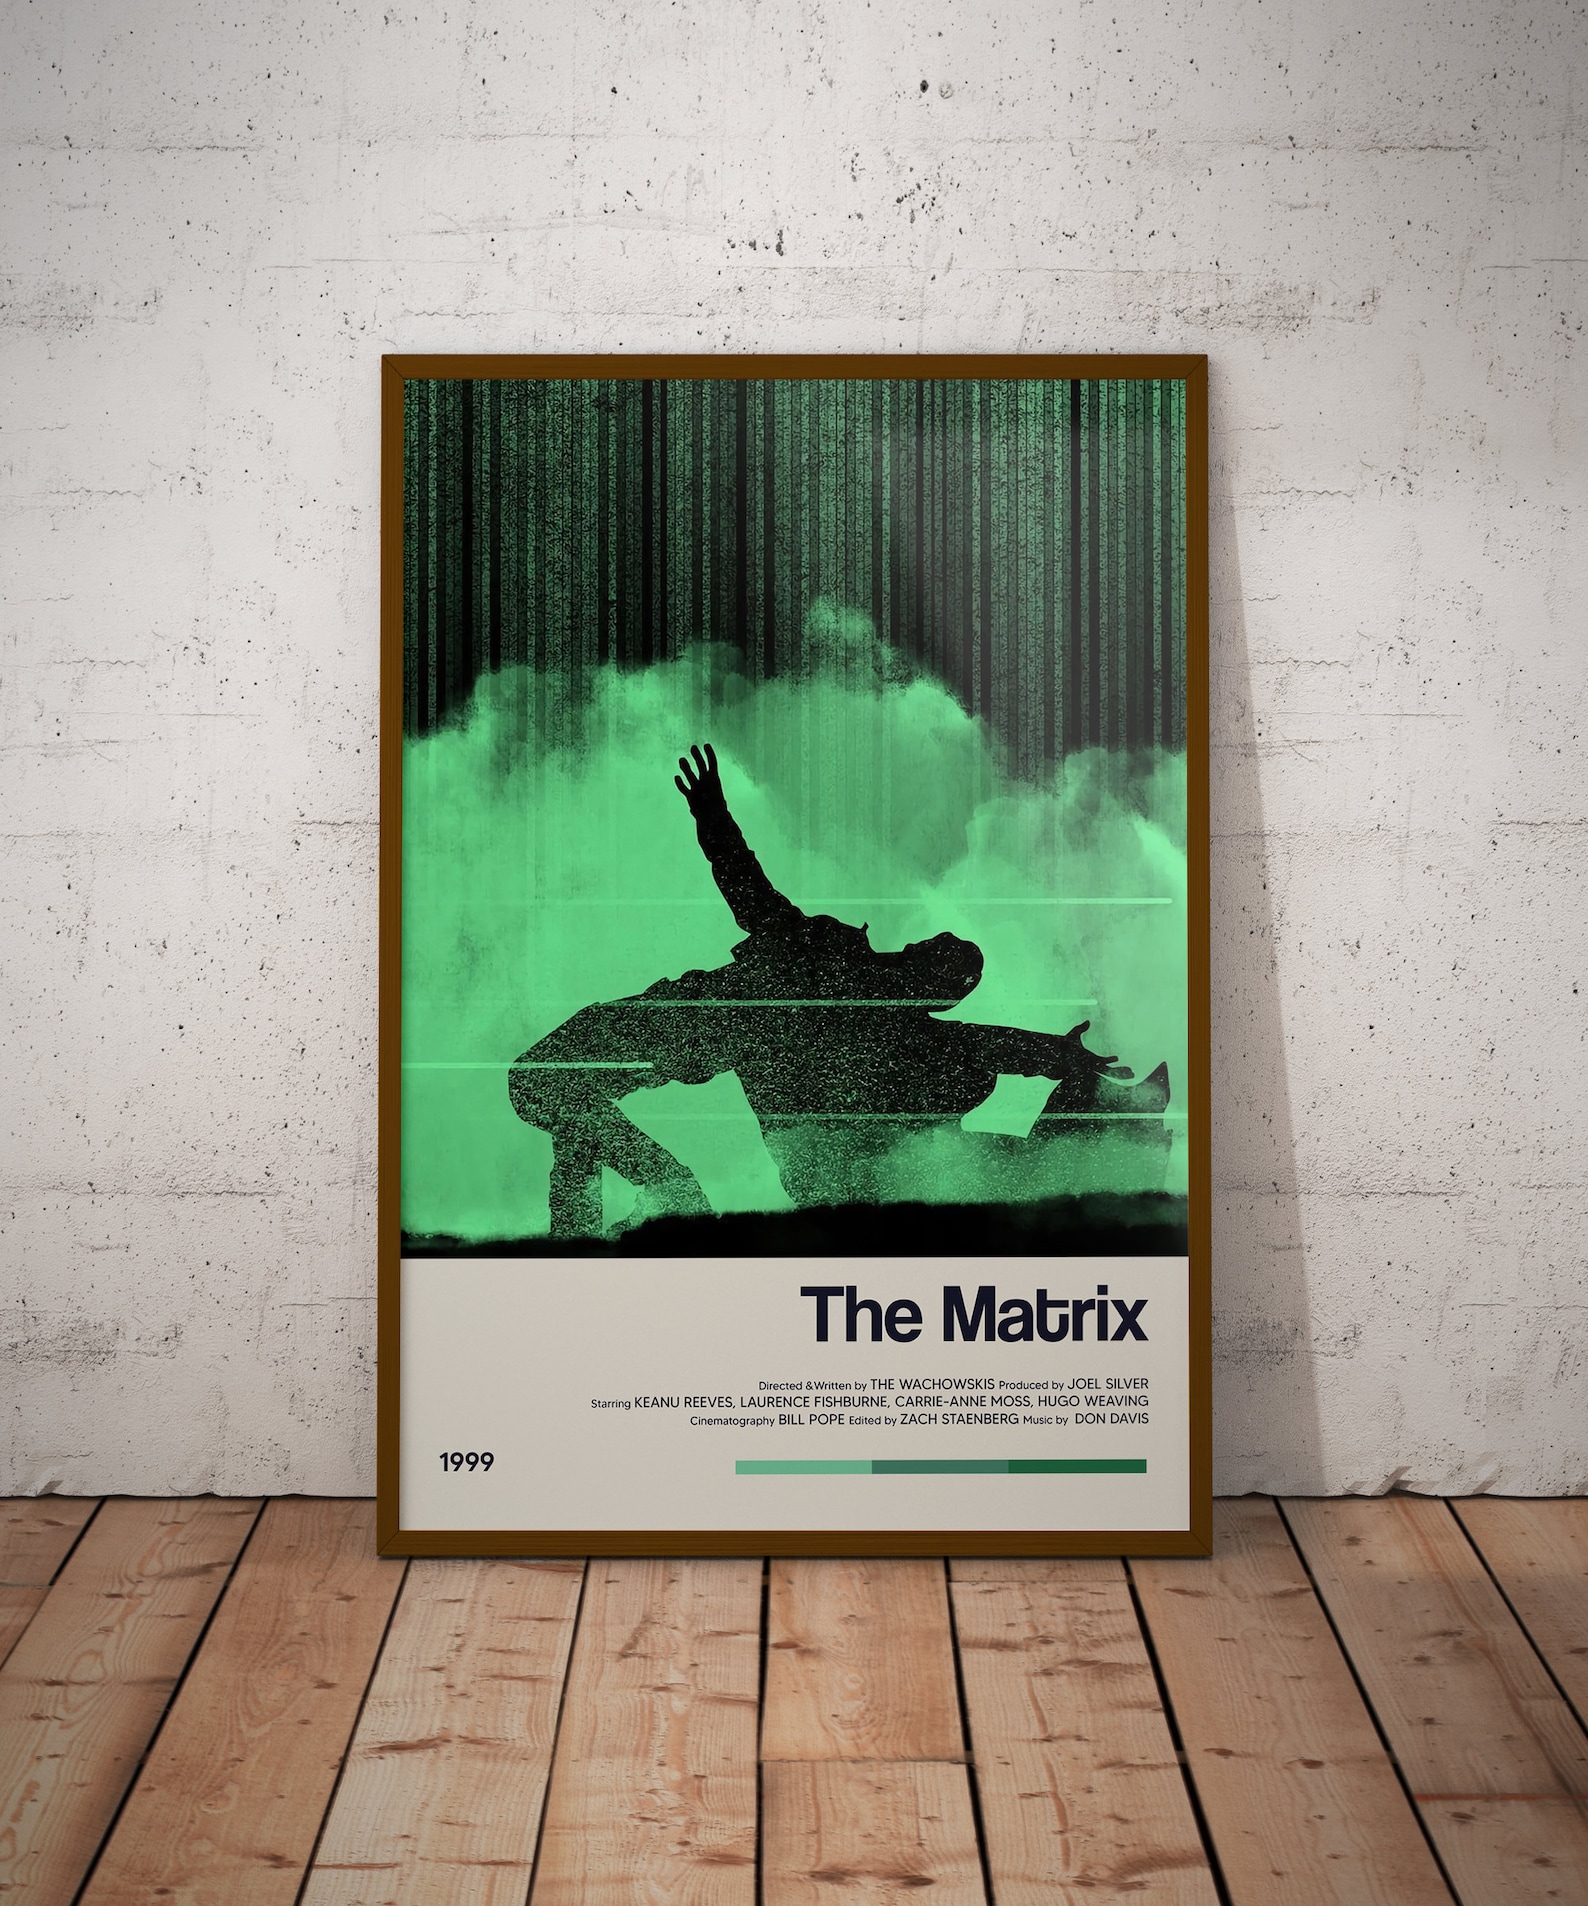 The Matrix
Directed &Written by THE WACHOWSKIS Produced by JOEL SILVER
Starring KEANU REEVES, LAURENCE FISHBURNE, CARRIE-ANNE MOSS, HUGO WEAVING
Cinematography BILL POPE Edited by ZACH STAENBERG Music by DON DAVIS
1999